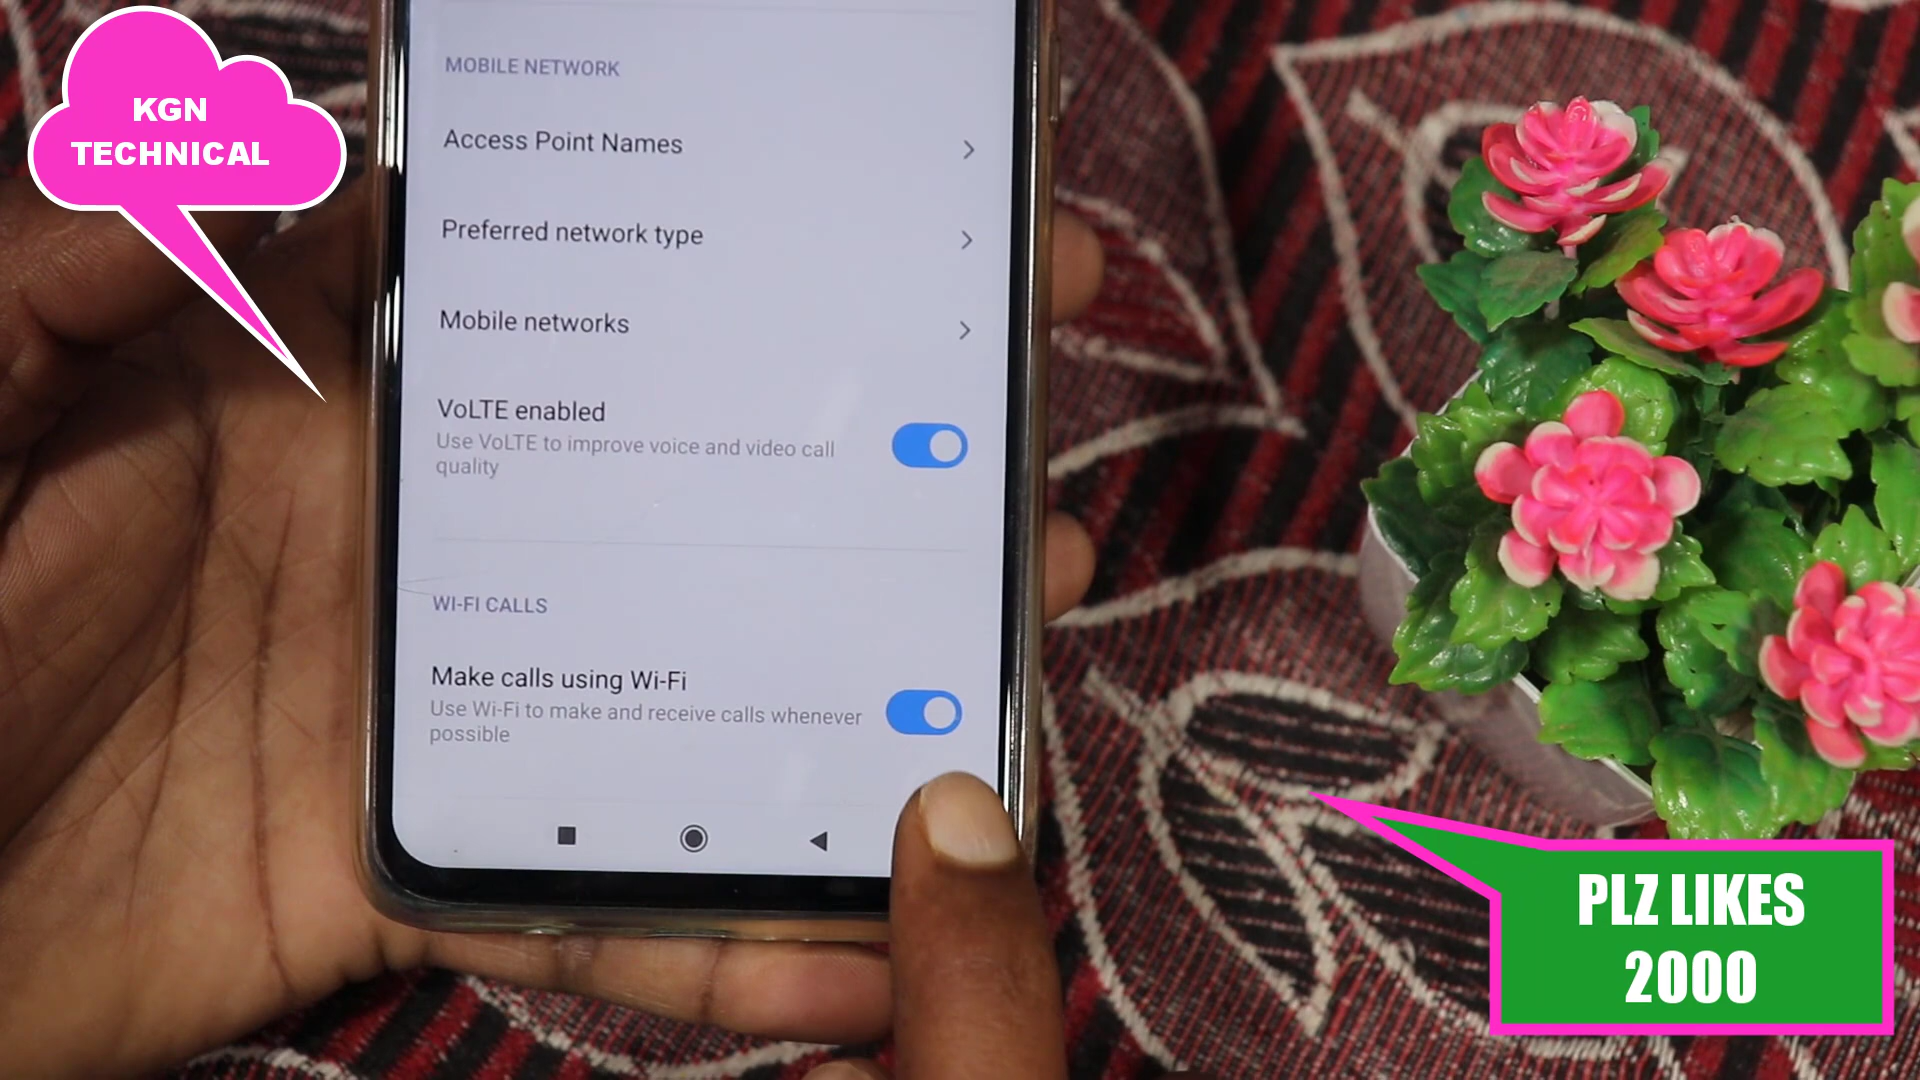 KGN
TECHNICAL
MOBILE NETWORK
Access Point Names
Preferred network type
Mobile networks
VoLTE enabled
Use VoLTE to improve voice and video call
quality
WI-FI CALLS
Make calls using Wi-Fi
Use Wi-Fi to make and receive calls whenever
possible
PLZ LIKES
2000